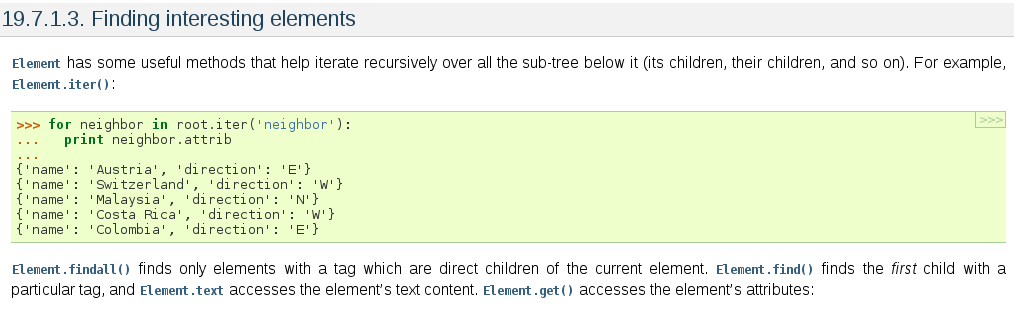 19.7.1.3. Finding interesting elements
Element has some useful methods that help iterate recursively over all the sub-tree below it (its children, their children, and so on). For example,
Element.iter():
>>> for neighbor in root.iter('neighbor'):
>>>
...   print neighbor.attrib
...
{'name': 'Austria', 'direction': 'E'}
{'name': 'Switzerland', 'direction': 'W'}
{'name': 'Malaysia', 'direction': 'N'}
{'name': 'Costa Rica', 'direction': 'W'}
{'name': 'Colombia', 'direction': 'E'}
Element.findall() finds only elements with a tag which are direct children of the current element. Element.find() finds the first child with a
particular tag, and Element.text accesses the element's text content. Element.get() accesses the element's attributes: